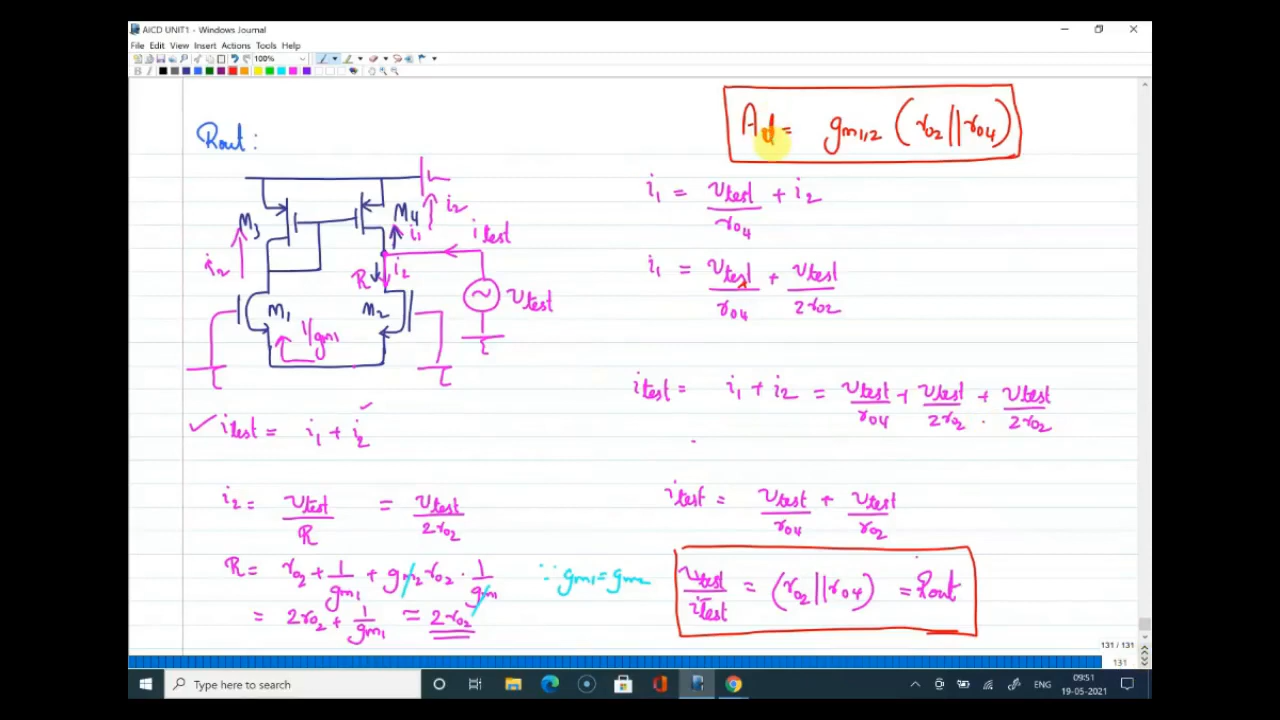 AICD UNIT1 - Windows Journal
File Edit View Insert Actions Tools Help
100%
B I
Rout:
Ad = gm1,2 (ro2||ro4)
M3
M4
i2
i1
itest
i2
R
i2
M1
M2
vtest
1/gm1
i1 = vtest/ro4 + i2
i1 = vtest/ro4 + vtest/2ro2
itest = i1 + i2 = vtest/ro4 + vtest/2ro2 + vtest/2ro2
✓ itest = i1 + i2 ✓
i2 = vtest/R = vtest/2ro2
itest = vtest/ro4 + vtest/ro2
R = ro2 + 1/gm1 + gm2 ro2 . 1/gm1
∵ gm1 = gm2
= 2ro2 + 1/gm1 ≈ 2ro2
vtest/itest = (ro2||ro4) = Rout
131 / 131
131
Type here to search
ENG
09:51
19-05-2021